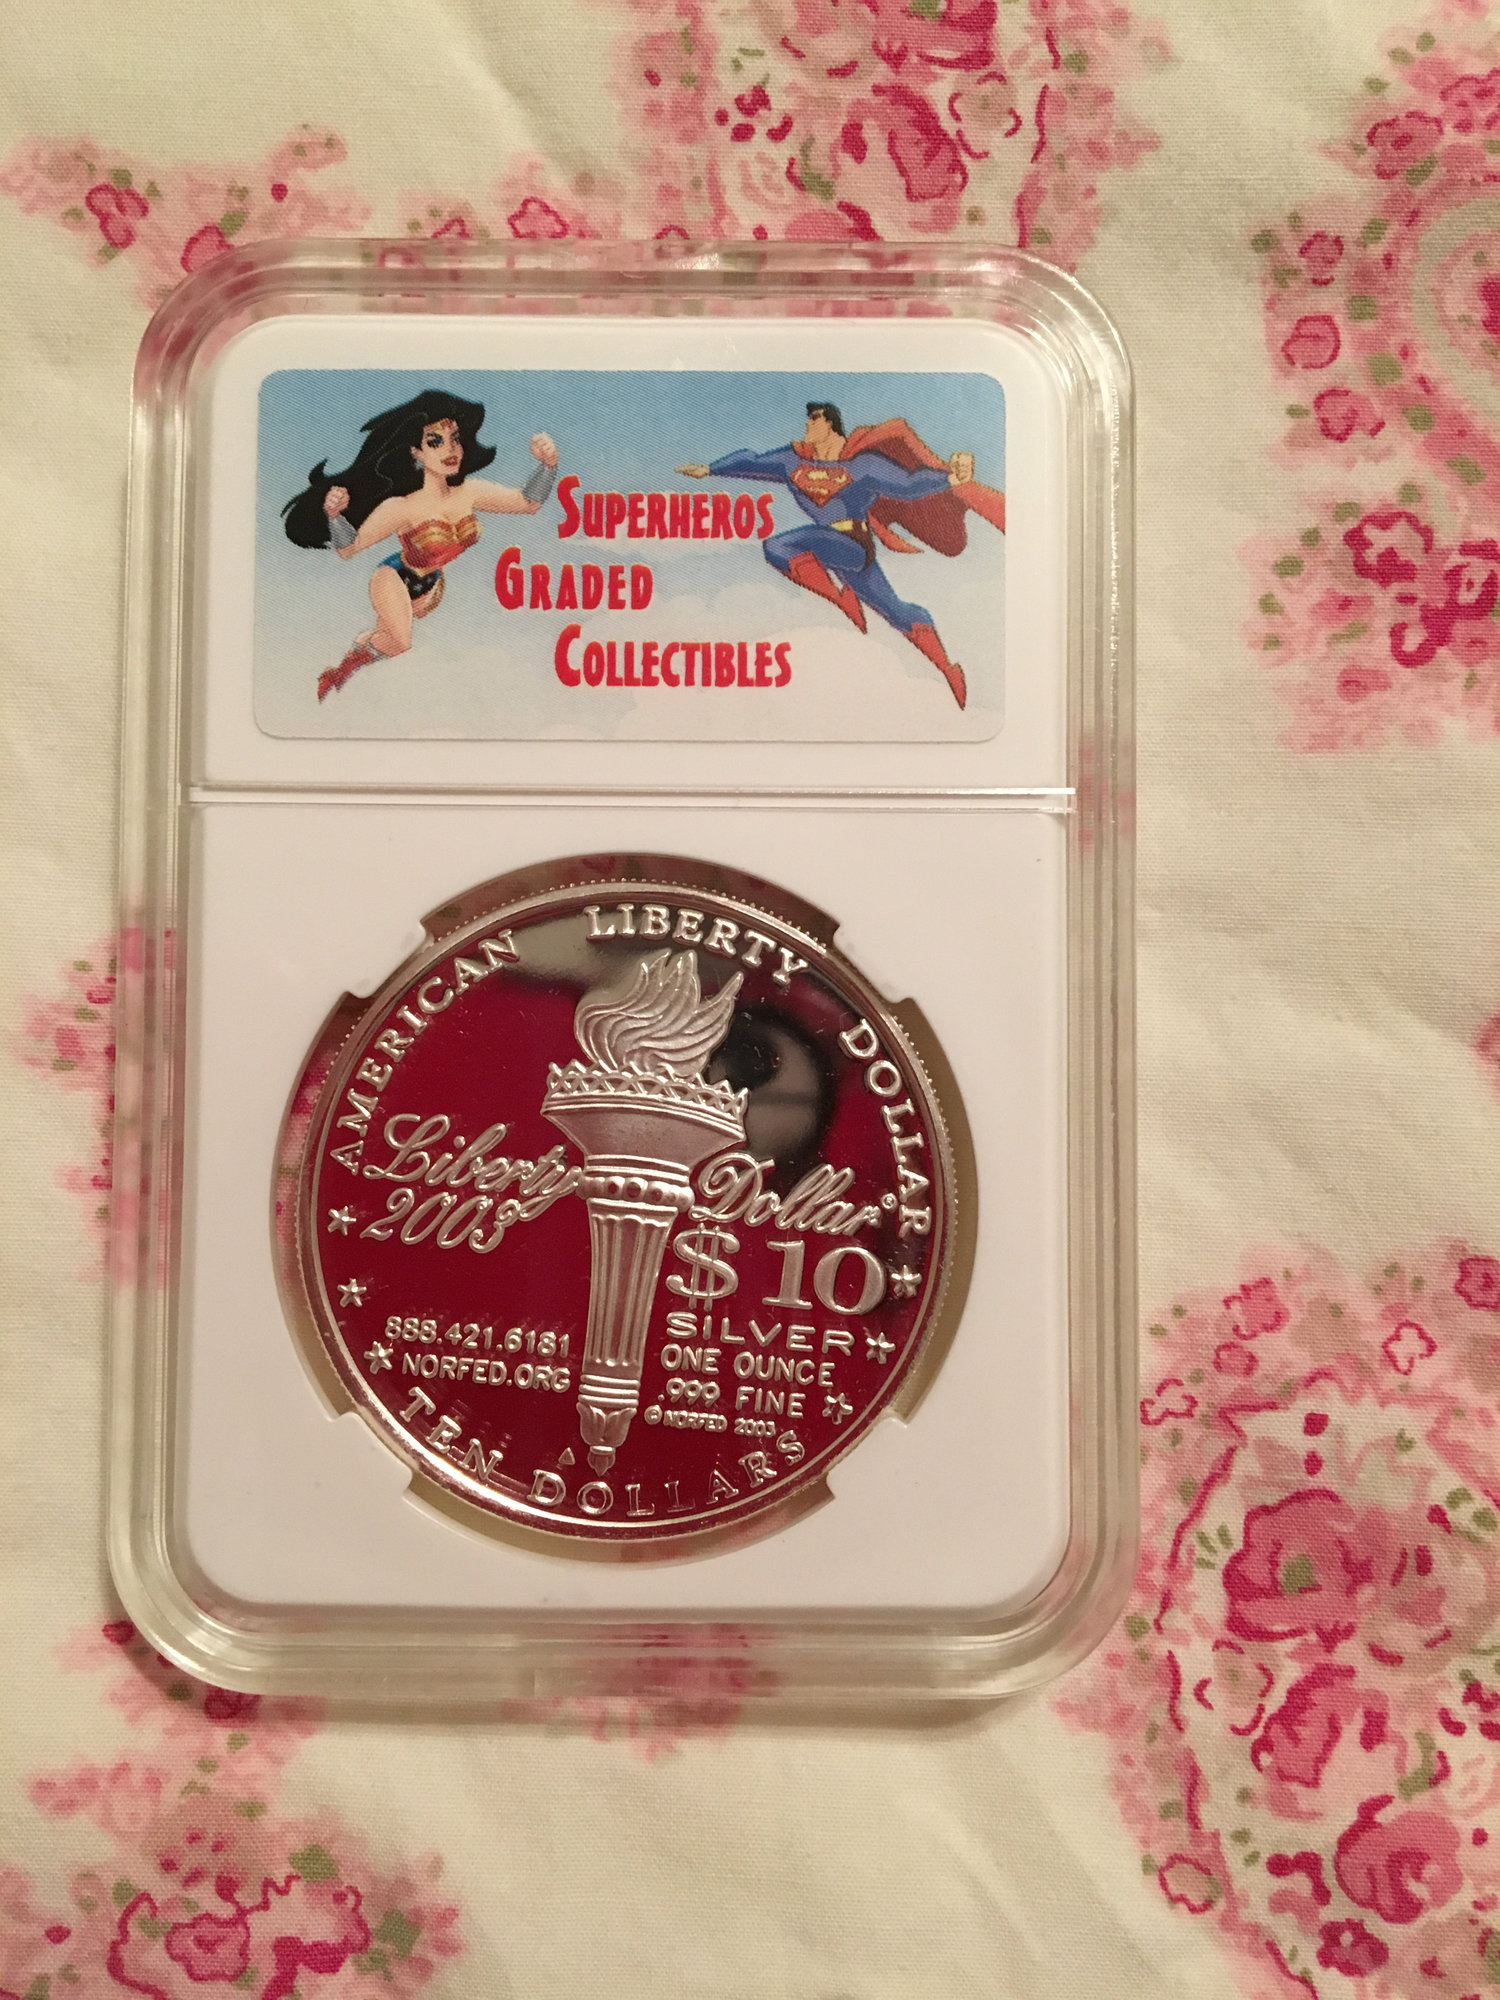 SUPERHEROS
GRADED
COLLECTIBLES
AMERICAN LIBERTY DOLLAR
Liberty Dollar®
2003
$10
SILVER
ONE OUNCE
.999 FINE
© NORFED 2003
888.421.6181
NORFED.ORG
TEN DOLLARS